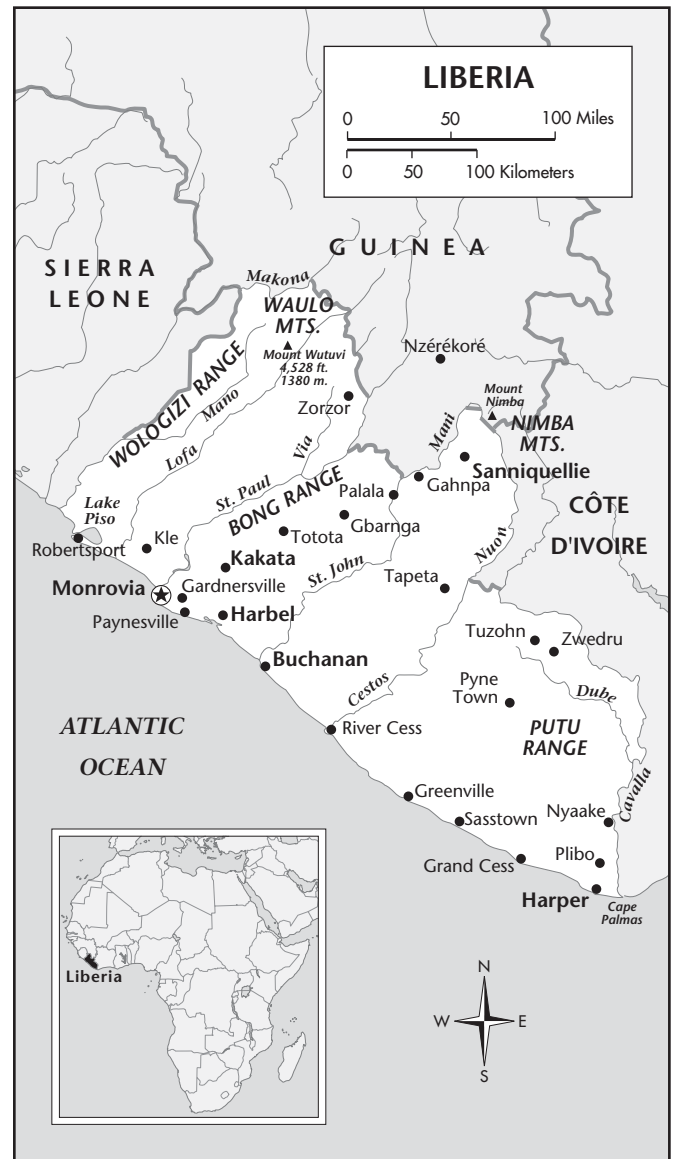 LIBERIA
0 50 100 Miles
0 50 100 Kilometers
GUINEA
SIERRA
LEONE
Makona
WAULO
MTS.
Mount Wutuvi
4,528 ft.
1380 m.
Nzérékoré
WOLOGIZI RANGE
Mano
Zorzor
Mount
Nimba
NIMBA
MTS.
Lofa
Via
Mani
Sanniquellie
St. Paul
BONG RANGE
Palala
Gahnpa
CÔTE
D'IVOIRE
Lake
Piso
Robertsport
Kle
Totota
Gbarnga
Nuon
Kakata
St. John
Tapeta
Monrovia
Gardnersville
Paynesville
Harbel
Tuzohn
Zwedru
Buchanan
Cestos
Pyne
Town
Dube
River Cess
PUTU
RANGE
ATLANTIC
OCEAN
Greenville
Sasstown
Nyaake
Cavalla
Grand Cess
Plibo
Harper
Cape
Palmas
Liberia
N
W E
S